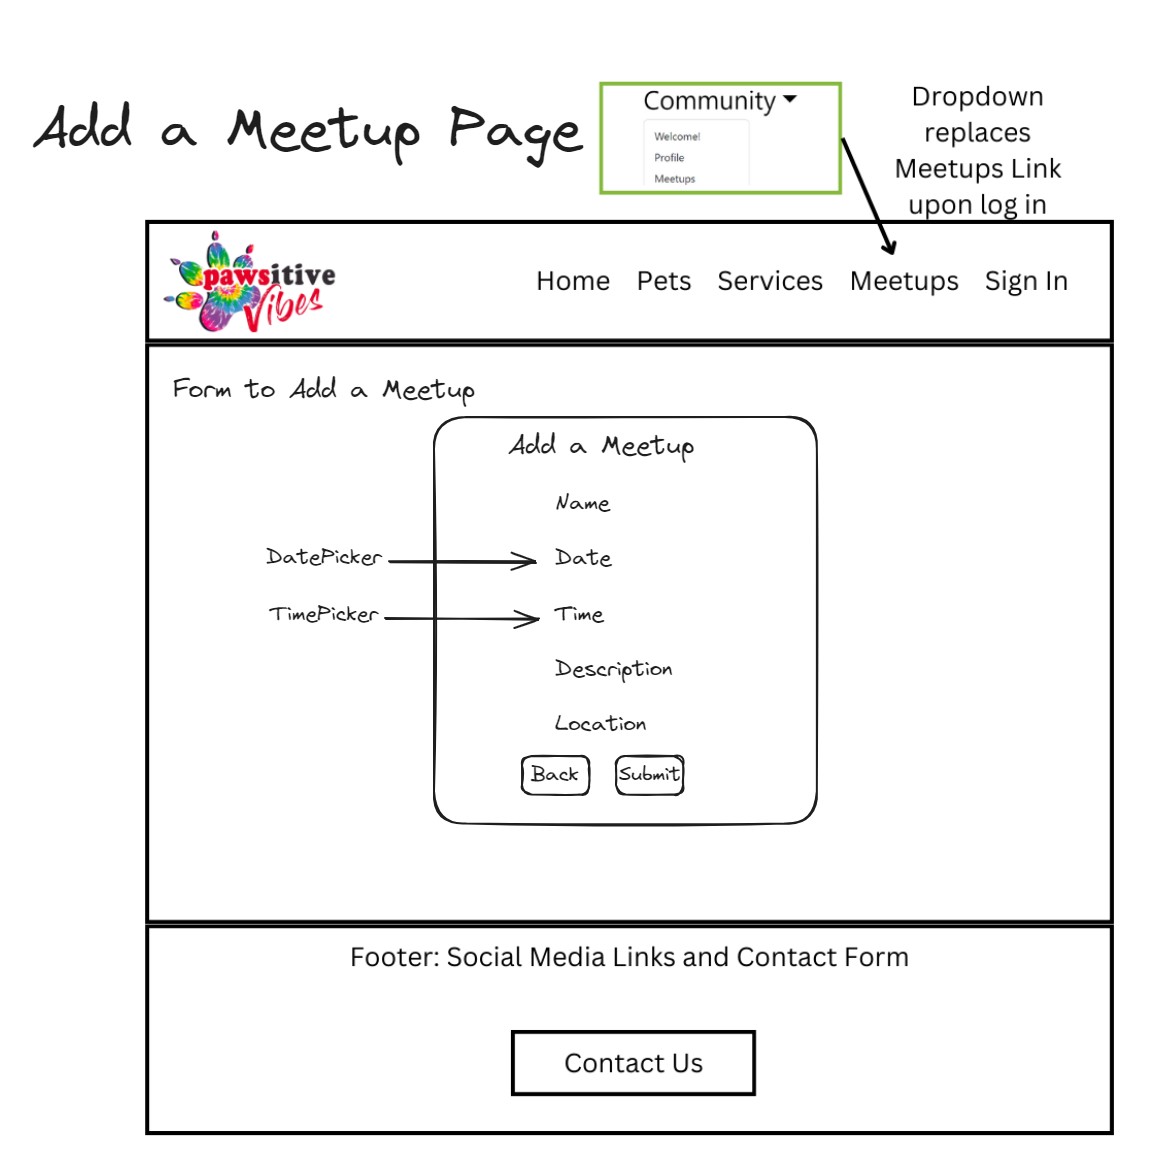 Add a Meetup Page
Community
Welcome!
Profile
Meetups
Dropdown
replaces
Meetups Link
upon log in
pawsitive
Vibes
Home Pets Services Meetups Sign In
Form to Add a Meetup
Add a Meetup
Name
DatePicker
Date
TimePicker
Time
Description
Location
Back Submit
Footer: Social Media Links and Contact Form
Contact Us